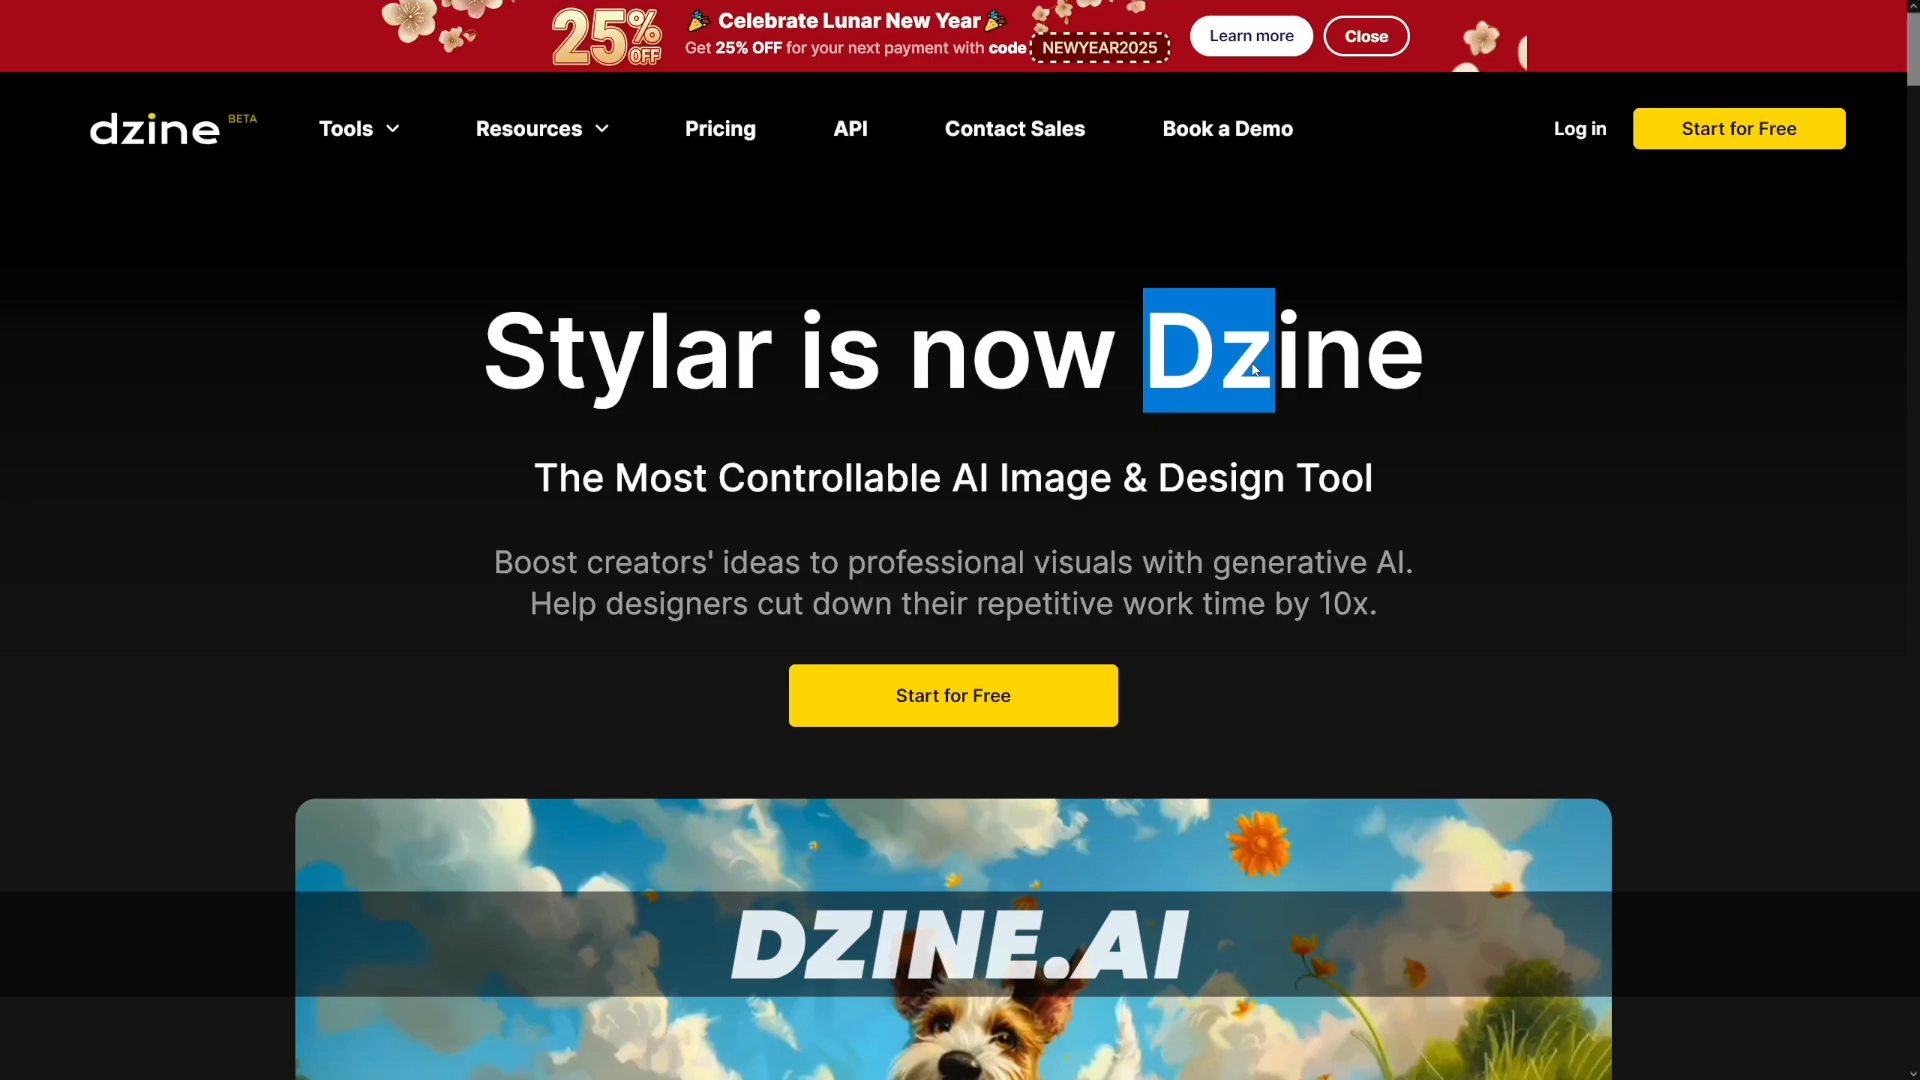 25% OFF
🎉 Celebrate Lunar New Year 🎉
Get 25% OFF for your next payment with code: NEWYEAR2025
Learn more
Close
dzine BETA
Tools
Resources
Pricing
API
Contact Sales
Book a Demo
Log in
Start for Free
Stylar is now Dzine
The Most Controllable AI Image & Design Tool
Boost creators' ideas to professional visuals with generative AI.
Help designers cut down their repetitive work time by 10x.
Start for Free
DZINE.AI